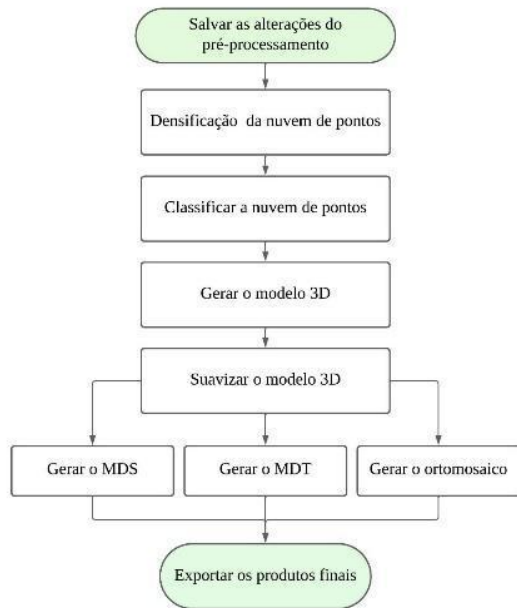 Salvar as alterações do
pré-processamento
Densificação da nuvem de pontos
Classificar a nuvem de pontos
Gerar o modelo 3D
Suavizar o modelo 3D
Gerar o MDS
Gerar o MDT
Gerar o ortomosaico
Exportar os produtos finais